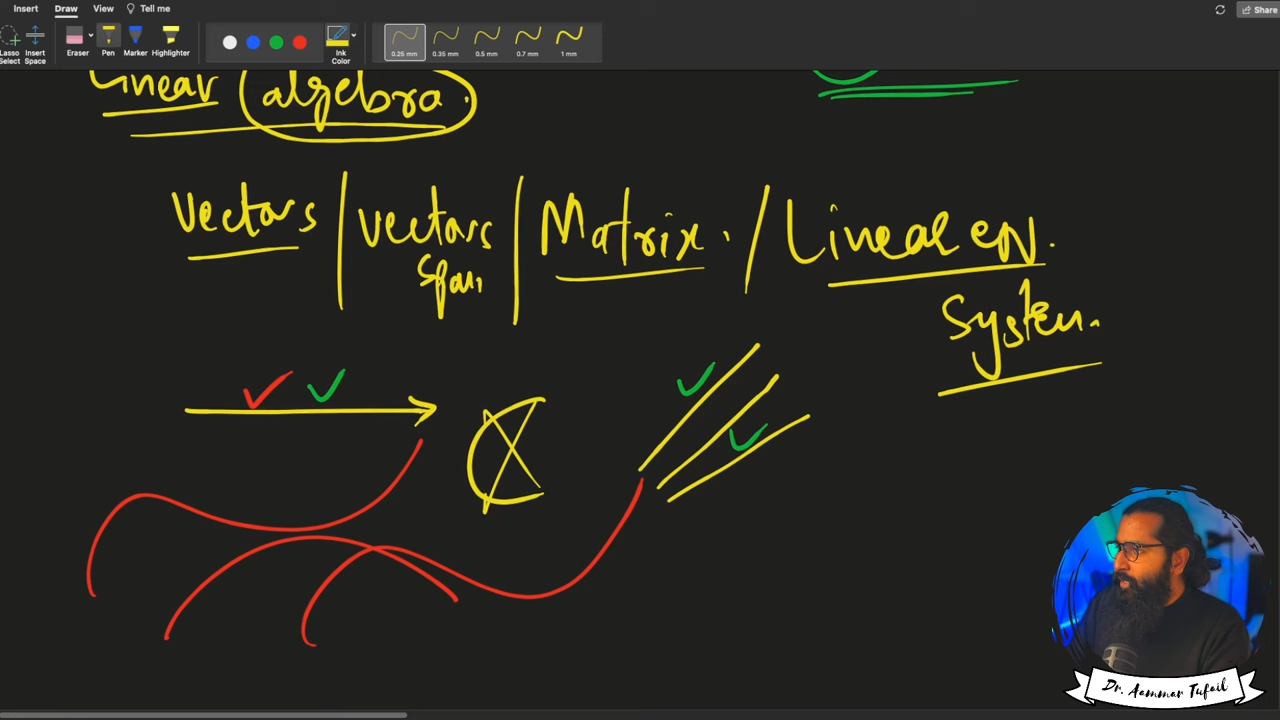 Insert Draw View Tell me
Share
Lasso Select
Insert Space
Eraser
Pen
Marker
Highlighter
Ink Color
0.25 mm 0.35 mm 0.5 mm 0.7 mm 1 mm
Linear algebra.
Vectors / Vectors / Matrix. / Linear eq.
System.
Dr. Aammar Tufail